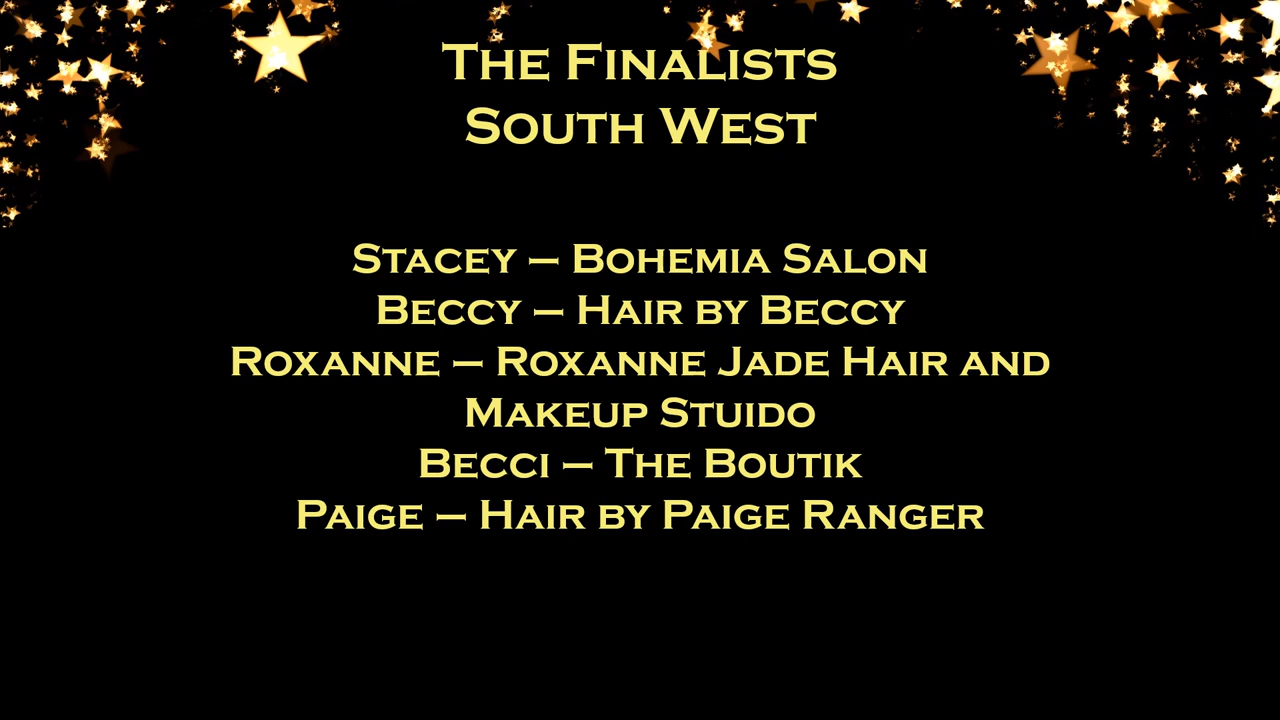 The Finalists
South West
Stacey – Bohemia Salon
Beccy – Hair by Beccy
Roxanne – Roxanne Jade Hair and
Makeup Stuido
Becci – The Boutik
Paige – Hair by Paige Ranger